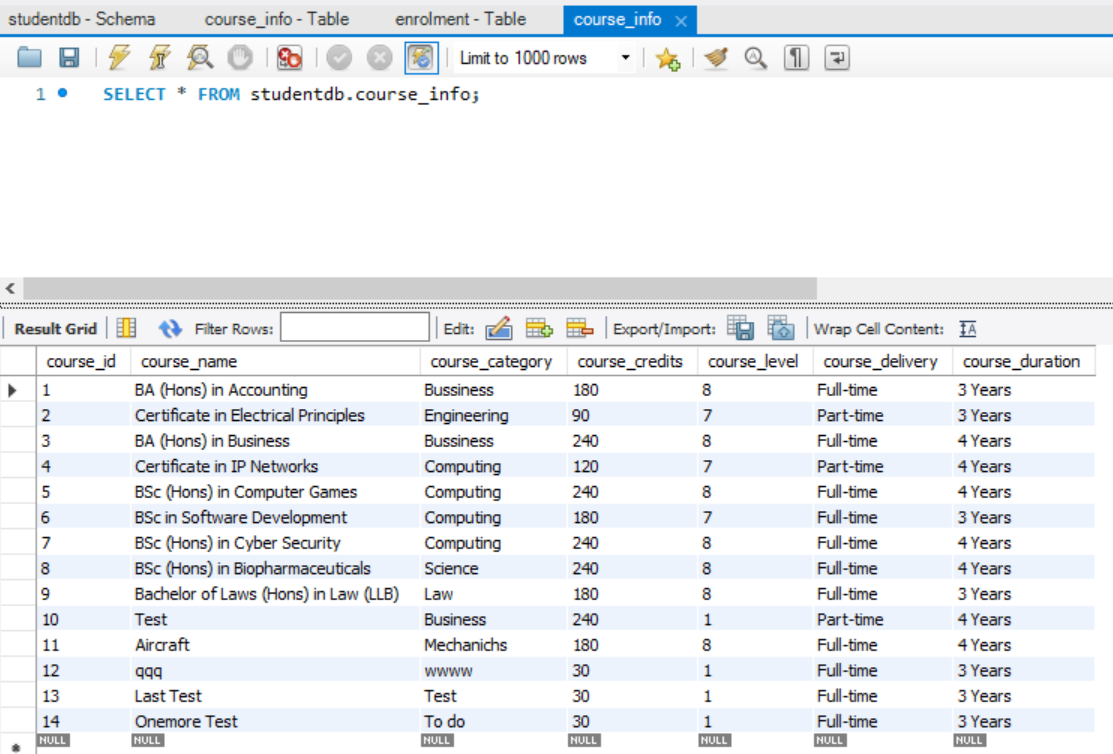 studentdb - Schema course_info - Table enrolment - Table course_info
Limit to 1000 rows
1 SELECT * FROM studentdb.course_info;
Result Grid Filter Rows: Edit: Export/Import: Wrap Cell Content: IA
course_id course_name course_category course_credits course_level course_delivery course_duration
1 BA (Hons) in Accounting Bussiness 180 8 Full-time 3 Years
2 Certificate in Electrical Principles Engineering 90 7 Part-time 3 Years
3 BA (Hons) in Business Bussiness 240 8 Full-time 4 Years
4 Certificate in IP Networks Computing 120 7 Part-time 4 Years
5 BSc (Hons) in Computer Games Computing 240 8 Full-time 4 Years
6 BSc in Software Development Computing 180 7 Full-time 3 Years
7 BSc (Hons) in Cyber Security Computing 240 8 Full-time 4 Years
8 BSc (Hons) in Biopharmaceuticals Science 240 8 Full-time 4 Years
9 Bachelor of Laws (Hons) in Law (LLB) Law 180 8 Full-time 3 Years
10 Test Business 240 1 Part-time 4 Years
11 Aircraft Mechanichs 180 8 Full-time 4 Years
12 qqq wwww 30 1 Full-time 3 Years
13 Last Test Test 30 1 Full-time 3 Years
14 Onemore Test To do 30 1 Full-time 3 Years
NULL NULL NULL NULL NULL NULL NULL